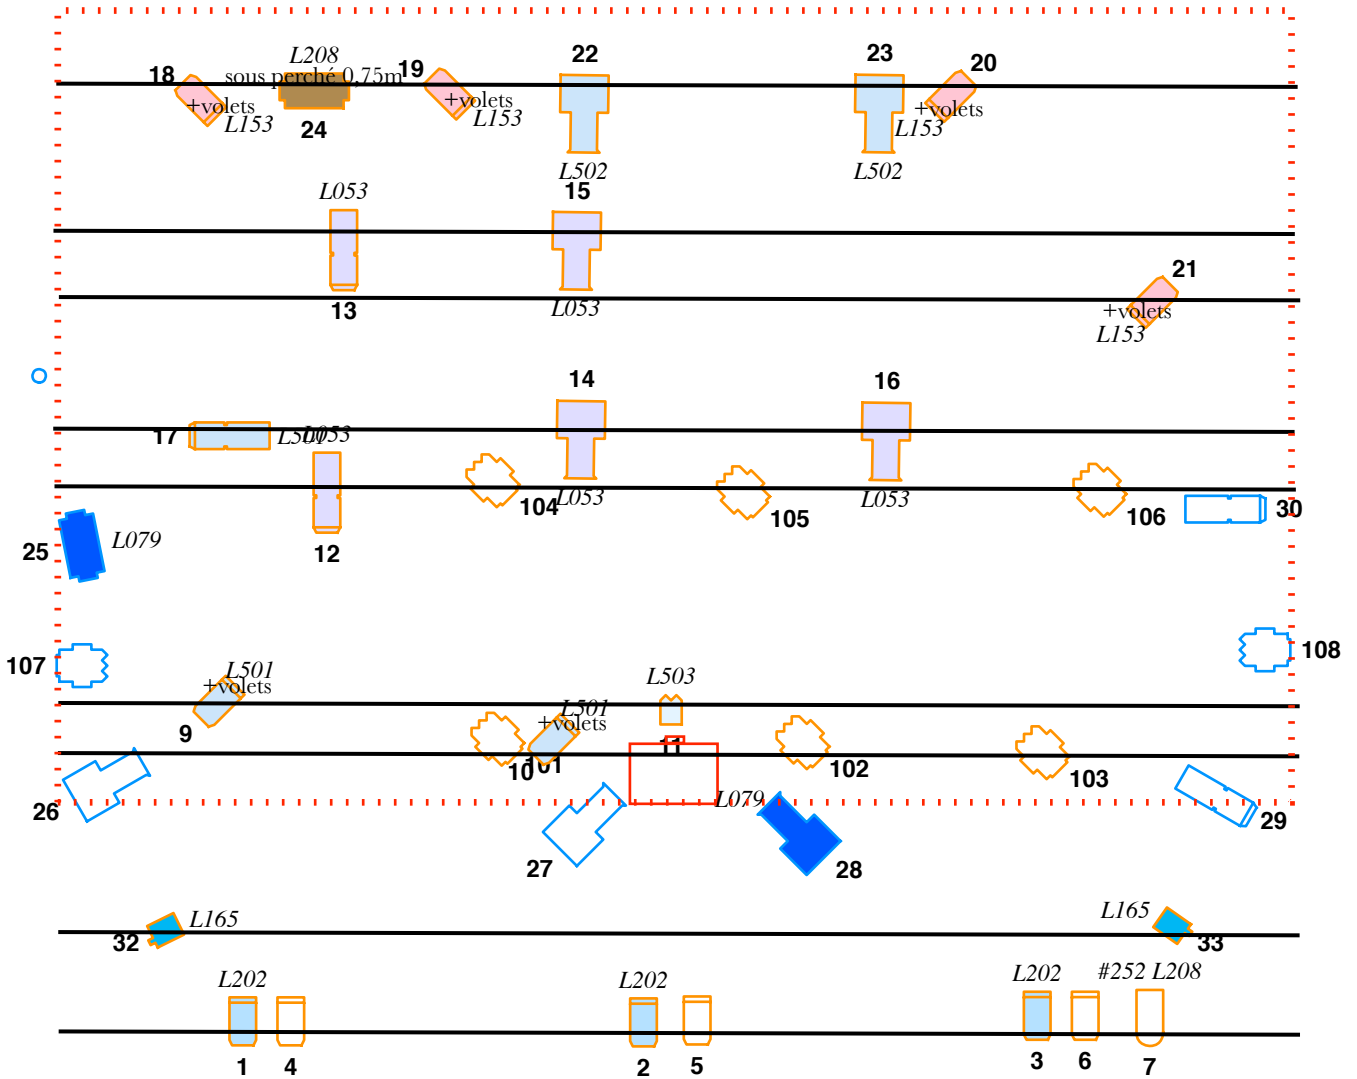 L208
18
sous perché 0,75m
19
22
23
20
+volets
L153
24
+volets
L153
L502
L153
+volets
L502
L053
15
13
L053
21
+volets
L153
14
16
17
L501
L053
104
L053
105
L053
106
30
25
L079
12
107
108
L501
+volets
9
L503
L501
+volets
11
101
10
102
103
26
L079
27
28
29
32
L165
L165
33
L202
L202
L202
#252 L208
1
4
2
5
3
6
7